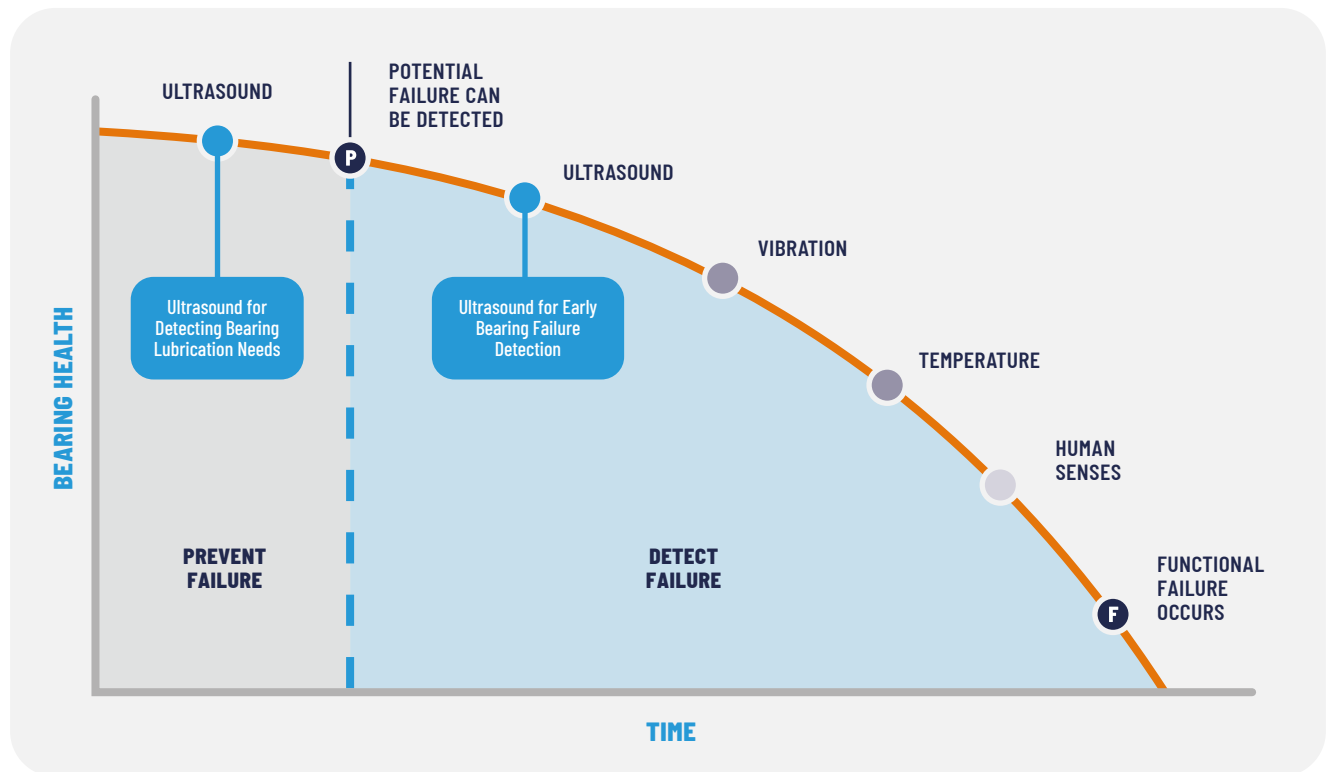 ULTRASOUND
POTENTIAL
FAILURE CAN
BE DETECTED
P
ULTRASOUND
VIBRATION
Ultrasound for
Detecting Bearing
Lubrication Needs
Ultrasound for Early
Bearing Failure
Detection
TEMPERATURE
HUMAN
SENSES
BEARING HEALTH
PREVENT
FAILURE
DETECT
FAILURE
FUNCTIONAL
FAILURE
OCCURS
F
TIME